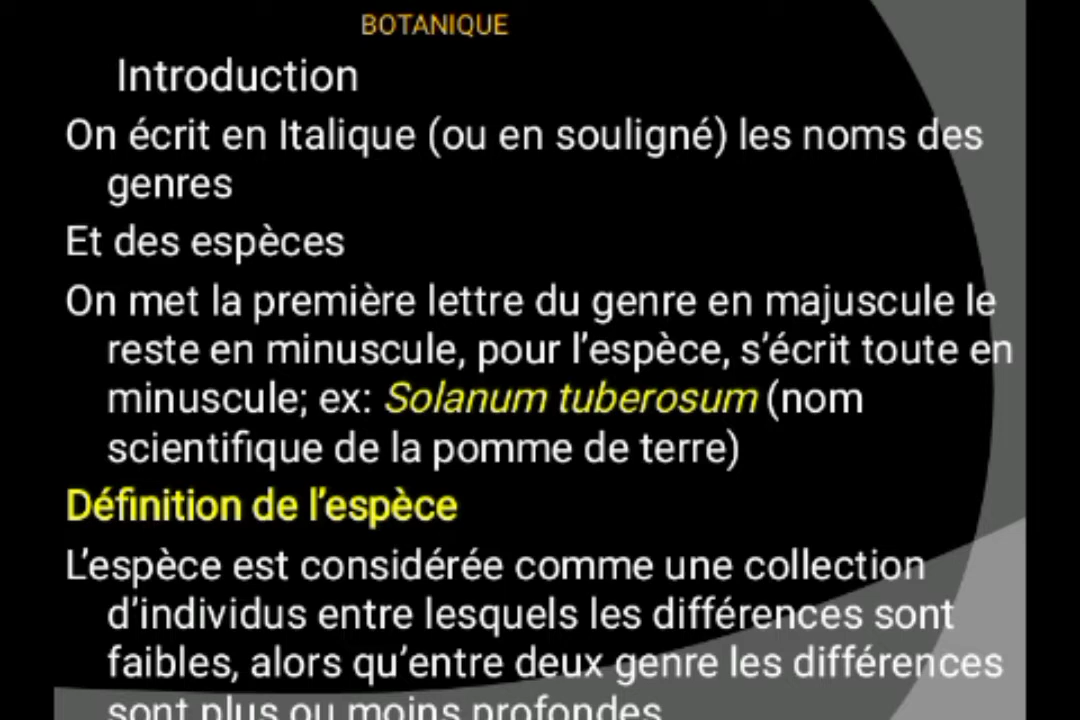 BOTANIQUE
Introduction
On écrit en Italique (ou en souligné) les noms des
genres
Et des espèces
On met la première lettre du genre en majuscule le
reste en minuscule, pour l’espèce, s’écrit toute en
minuscule; ex: Solanum tuberosum (nom
scientifique de la pomme de terre)
Définition de l’espèce
L’espèce est considérée comme une collection
d’individus entre lesquels les différences sont
faibles, alors qu’entre deux genre les différences
sont plus ou moins profondes